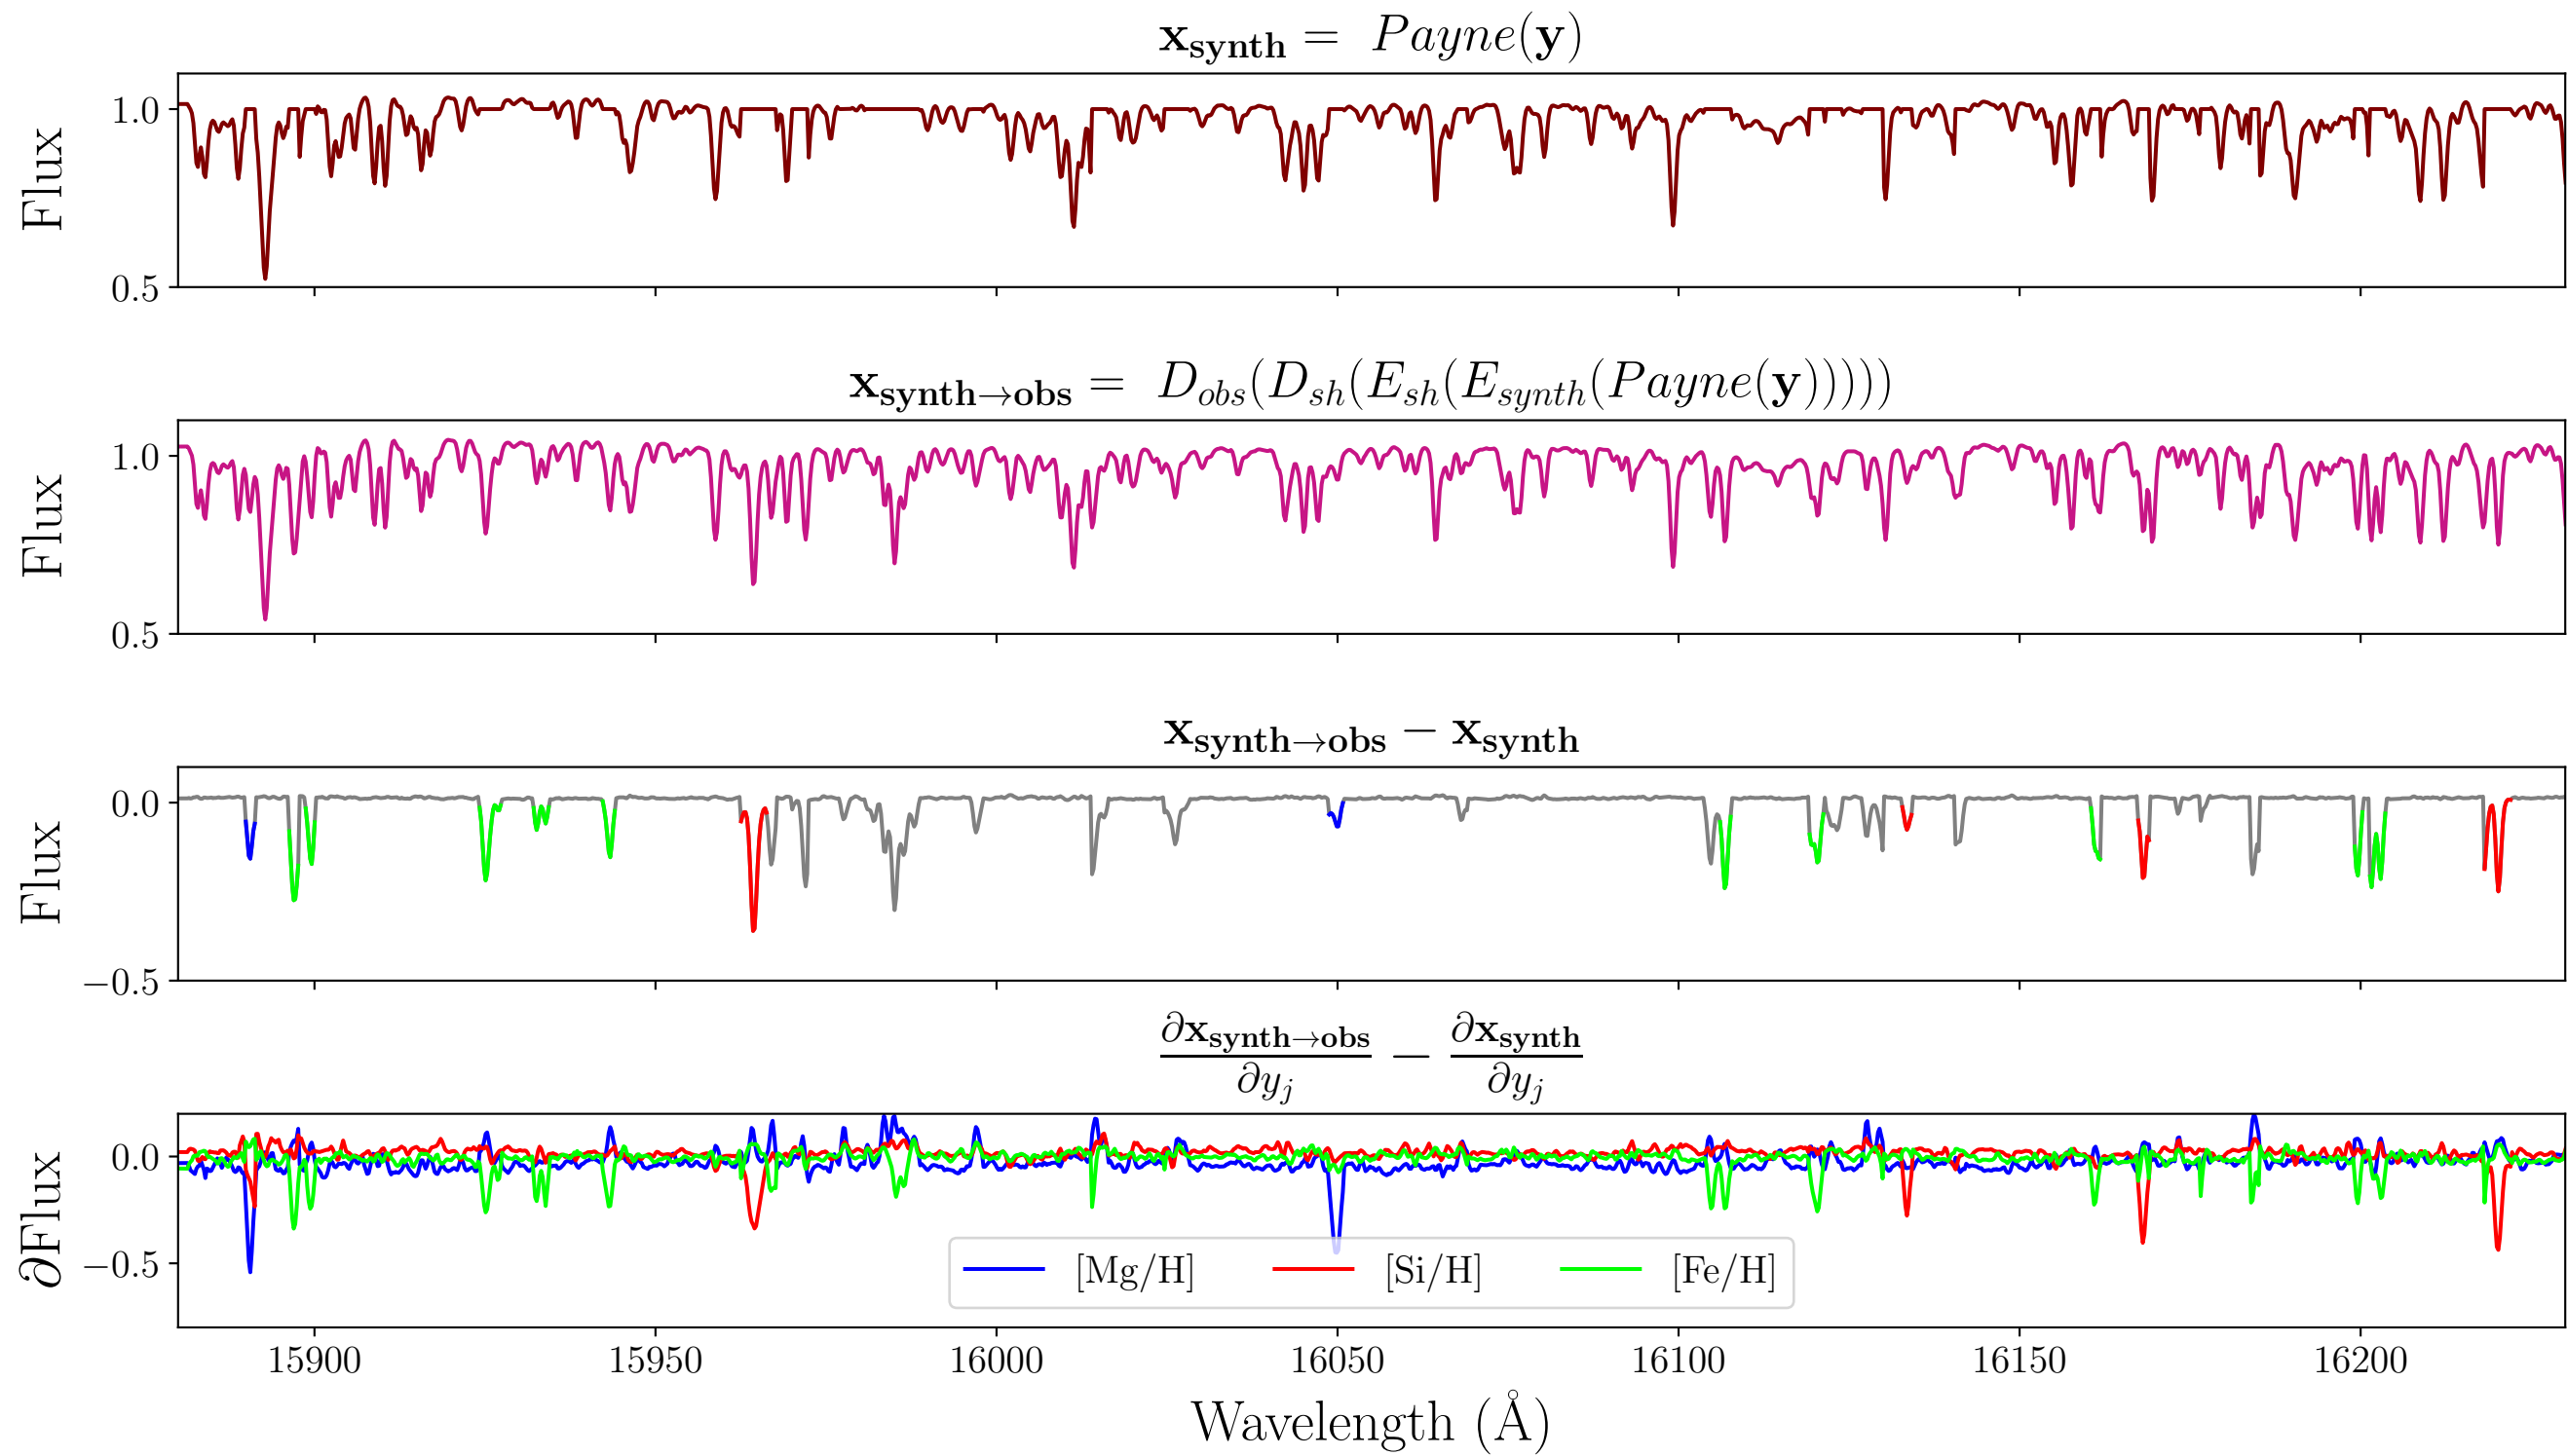 x_synth = Payne(y)
1.0
Flux
0.5
x_synth→obs = D_obs(D_sh(E_sh(E_synth(Payne(y)))))
1.0
Flux
0.5
x_synth→obs − x_synth
0.0
Flux
−0.5
∂x_synth→obs/∂y_j − ∂x_synth/∂y_j
0.0
∂Flux
−0.5
[Mg/H] [Si/H] [Fe/H]
15900 15950 16000 16050 16100 16150 16200
Wavelength (Å)